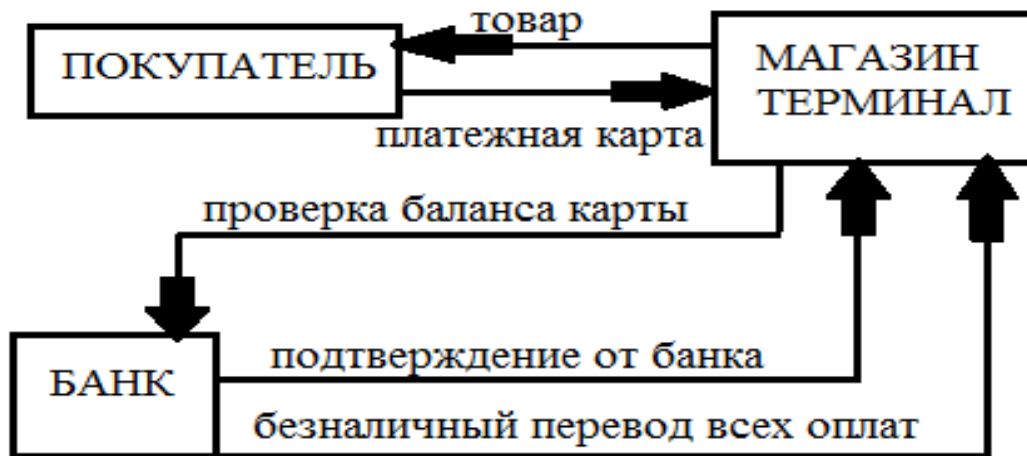 товар
ПОКУПАТЕЛЬ
МАГАЗИН
ТЕРМИНАЛ
платежная карта
проверка баланса карты
подтверждение от банка
БАНК
безналичный перевод всех оплат